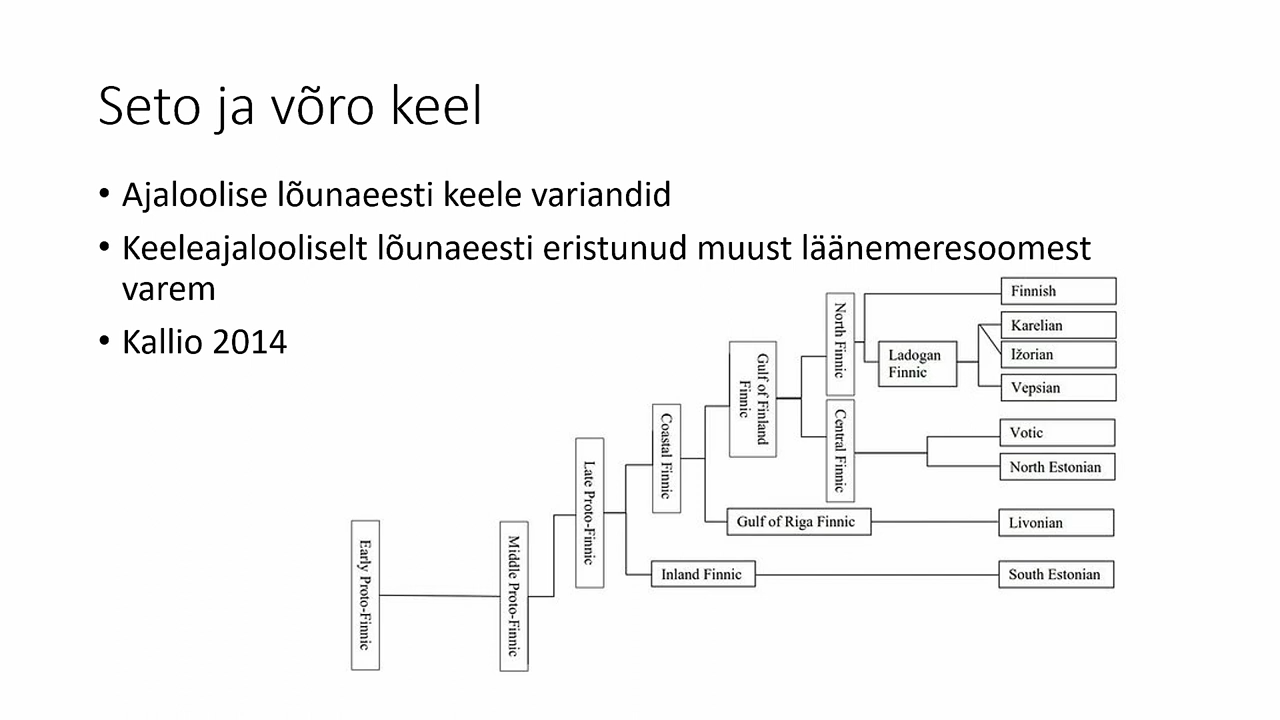 Seto ja võro keel
• Ajaloolise lõunaeesti keele variandid
• Keeleajalooliselt lõunaeesti eristunud muust läänemeresoomest
varem
• Kallio 2014
Early Proto-Finnic
Middle Proto-Finnic
Late Proto-Finnic
Coastal Finnic
Inland Finnic
Gulf of Finland
Finnic
Gulf of Riga Finnic
North Finnic
Central Finnic
Ladogan
Finnic
Finnish
Karelian
Ižorian
Vepsian
Votic
North Estonian
Livonian
South Estonian